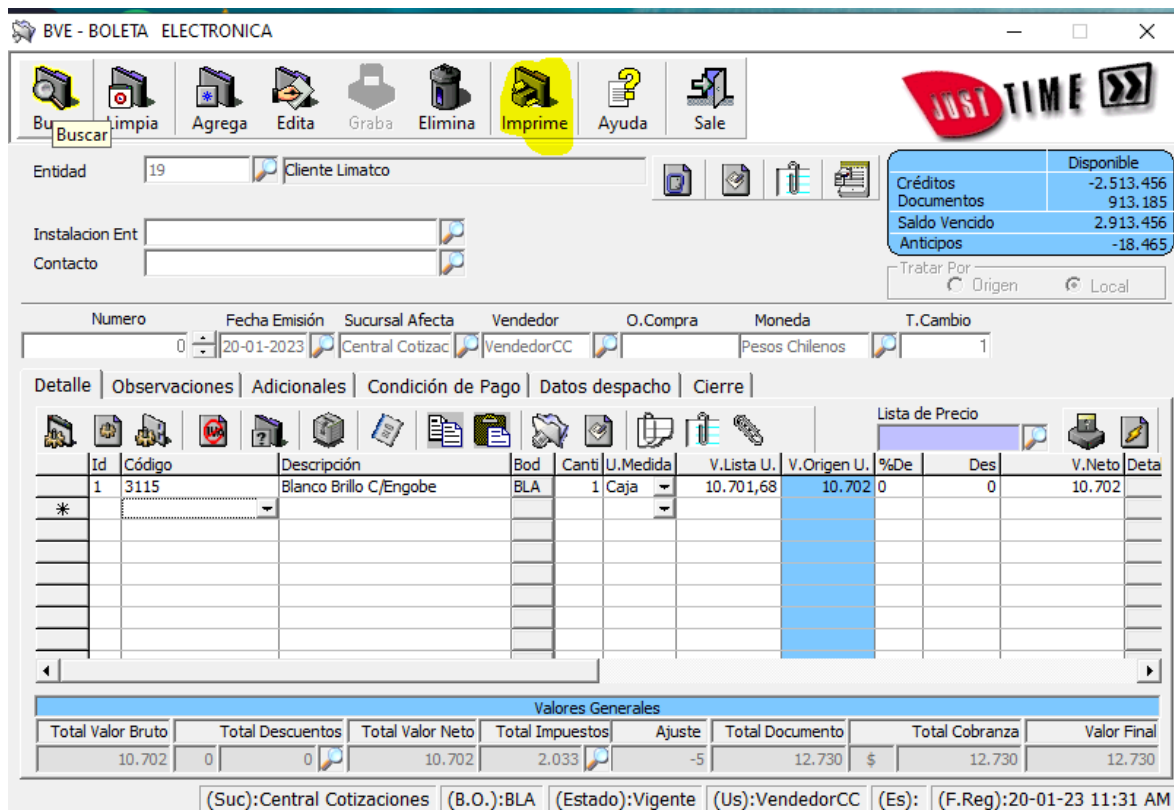 BVE - BOLETA ELECTRONICA
Limpia Agrega Edita Graba Elimina Imprime Ayuda Sale
Buscar
JUST TIME
Entidad 19 Cliente Limatco
Disponible
Créditos -2.513.456
Documentos 913.185
Saldo Vencido 2.913.456
Anticipos -18.465
Instalacion Ent
Contacto
Tratar Por
Origen Local
Numero Fecha Emisión Sucursal Afecta Vendedor O.Compra Moneda T.Cambio
0 20-01-2023 Central Cotizac VendedorCC Pesos Chilenos 1
Detalle Observaciones Adicionales Condición de Pago Datos despacho Cierre
Lista de Precio
Id Código Descripción Bod Canti U.Medida V.Lista U. V.Origen U. %De Des V.Neto Deta
1 3115 Blanco Brillo C/Engobe BLA 1 Caja 10.701,68 10.702 0 0 10.702
*
Valores Generales
Total Valor Bruto Total Descuentos Total Valor Neto Total Impuestos Ajuste Total Documento Total Cobranza Valor Final
10.702 0 0 10.702 2.033 -5 12.730 $ 12.730 12.730
(Suc):Central Cotizaciones (B.O.):BLA (Estado):Vigente (Us):VendedorCC (Es): (F.Reg):20-01-23 11:31 AM